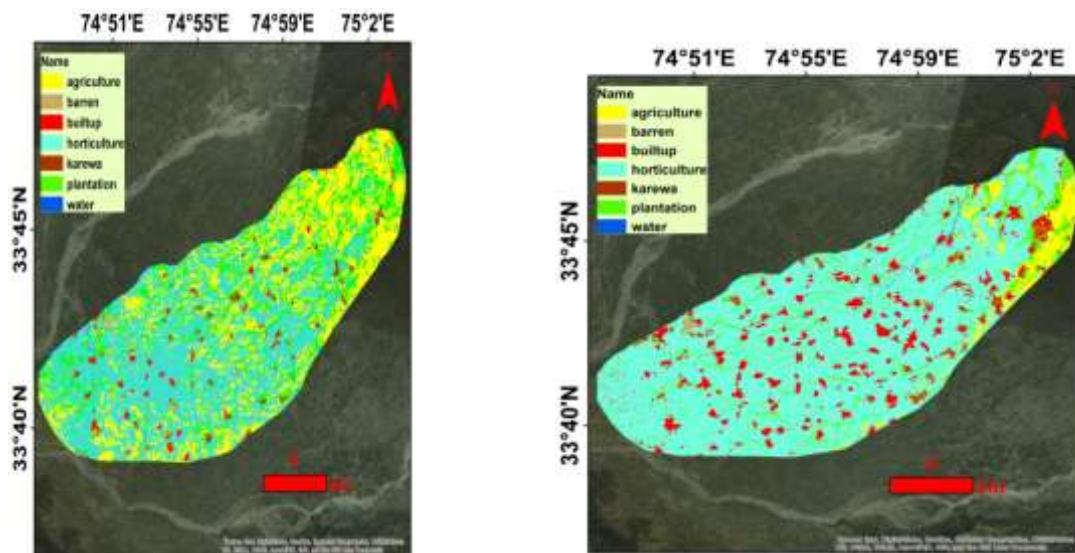 74°51'E 74°55'E 74°59'E 75°2'E
Name
agriculture
barren
builtup
horticulture
karewa
plantation
water
33°45'N
33°40'N
74°51'E 74°55'E 74°59'E 75°2'E
Name
agriculture
barren
builtup
horticulture
karewa
plantation
water
33°45'N
33°40'N